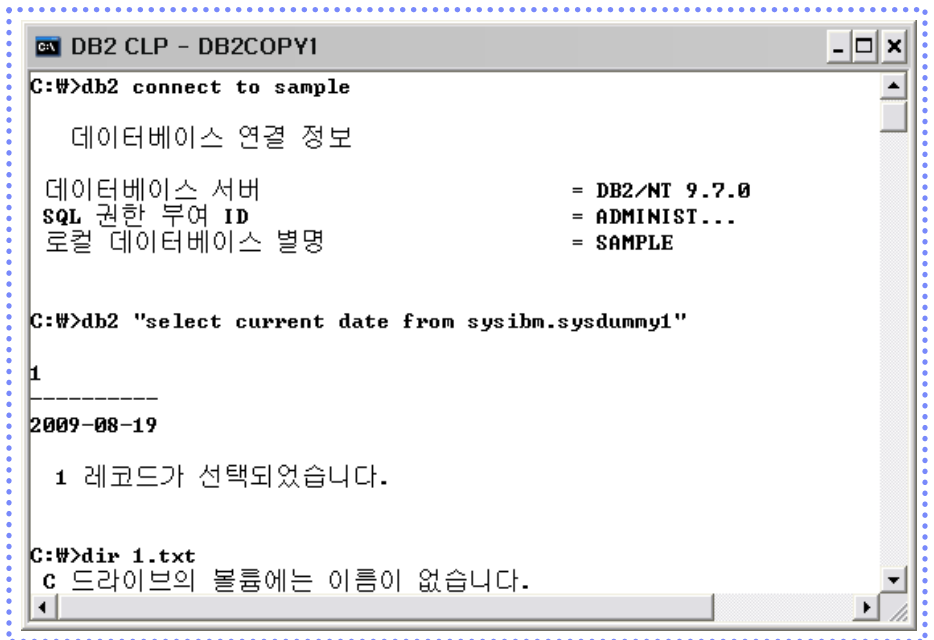 DB2 CLP - DB2COPY1
C:₩>db2 connect to sample
데이터베이스 연결 정보
데이터베이스 서버 = DB2/NT 9.7.0
SQL 권한 부여 ID = ADMINIST...
로컬 데이터베이스 별명 = SAMPLE
C:₩>db2 "select current date from sysibm.sysdummy1"
1
----------
2009-08-19
1 레코드가 선택되었습니다.
C:₩>dir 1.txt
C 드라이브의 볼륨에는 이름이 없습니다.